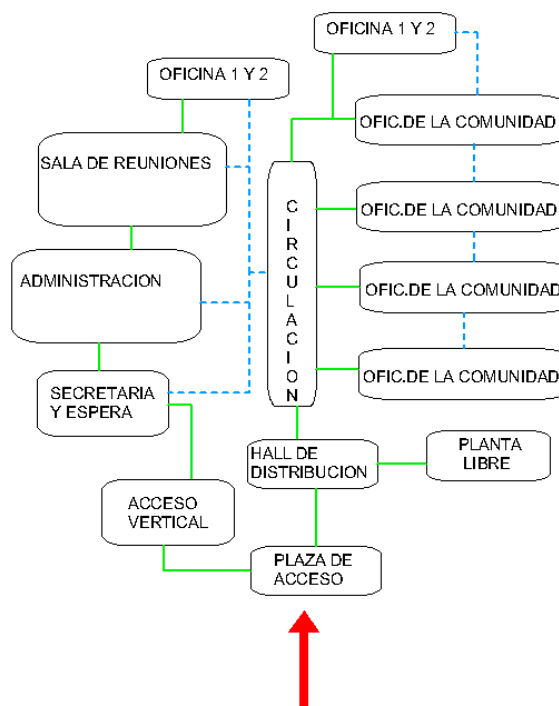 OFICINA 1 Y 2
OFICINA 1 Y 2
OFIC.DE LA COMUNIDAD
SALA DE REUNIONES
CIRCULACION
OFIC.DE LA COMUNIDAD
ADMINISTRACION
OFIC.DE LA COMUNIDAD
OFIC.DE LA COMUNIDAD
SECRETARIA
Y ESPERA
HALL DE
DISTRIBUCION
PLANTA
LIBRE
ACCESO
VERTICAL
PLAZA DE
ACCESO